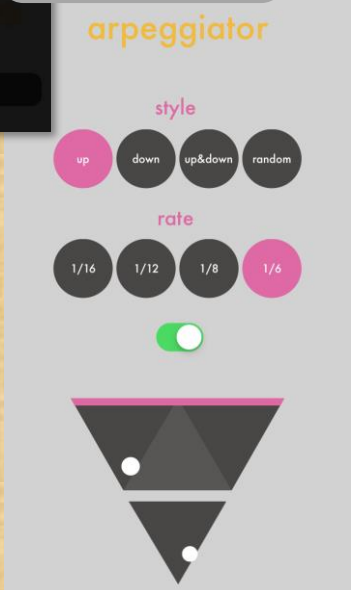 arpeggiator
style
up down up&down random
rate
1/16 1/12 1/8 1/6